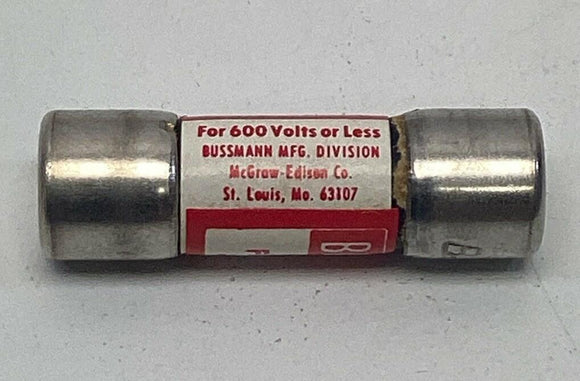 For 600 Volts or Less
BUSSMANN MFG. DIVISION
McGraw-Edison Co.
St. Louis, Mo. 63107
B
F
B